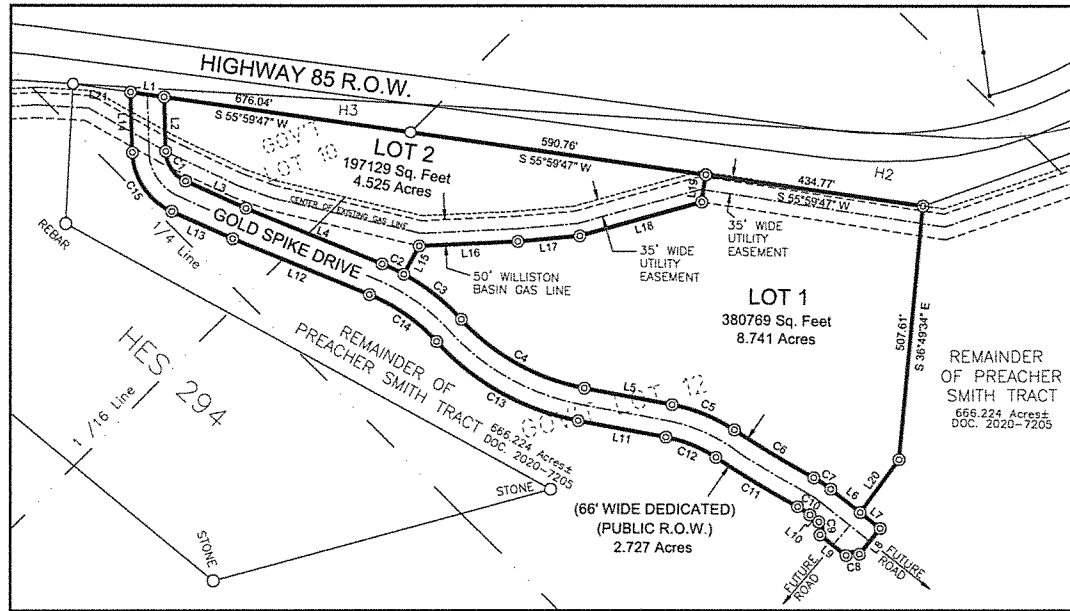 HIGHWAY 85 R.O.W.
L21
L1
676.04'
H3
S 55°59'47" W
590.76'
S 55°59'47" W
434.77'
H2
S 55°59'47" W
L14
L2
GOV'T
LOT 10
LOT 2
197129 Sq. Feet
4.525 Acres
C1
L3
CENTER OF EXISTING GAS LINE
L19
C15
L4
L18
35' WIDE
UTILITY
EASEMENT
REBAR
1/4 Line
L13
GOLD SPIKE DRIVE
C2
L15
L16
L17
35' WIDE
UTILITY
EASEMENT
50' WILLISTON
BASIN GAS LINE
L12
C3
LOT 1
380769 Sq. Feet
8.741 Acres
507.61'
S 36°49'34" E
C14
C4
HES 294
1/16 Line
REMAINDER OF
PREACHER SMITH TRACT
666.224 Acres±
DOC. 2020-7205
REMAINDER
OF PREACHER
SMITH TRACT
666.224 Acres±
DOC. 2020-7205
C13
L5
GOV'T LOT 12
C5
L11
C12
C6
C7
L6
L20
L7
C11
STONE
STONE
(66' WIDE DEDICATED)
(PUBLIC R.O.W.)
2.727 Acres
C10
L10
C9
L9
C8
L8
FUTURE
ROAD
FUTURE
ROAD